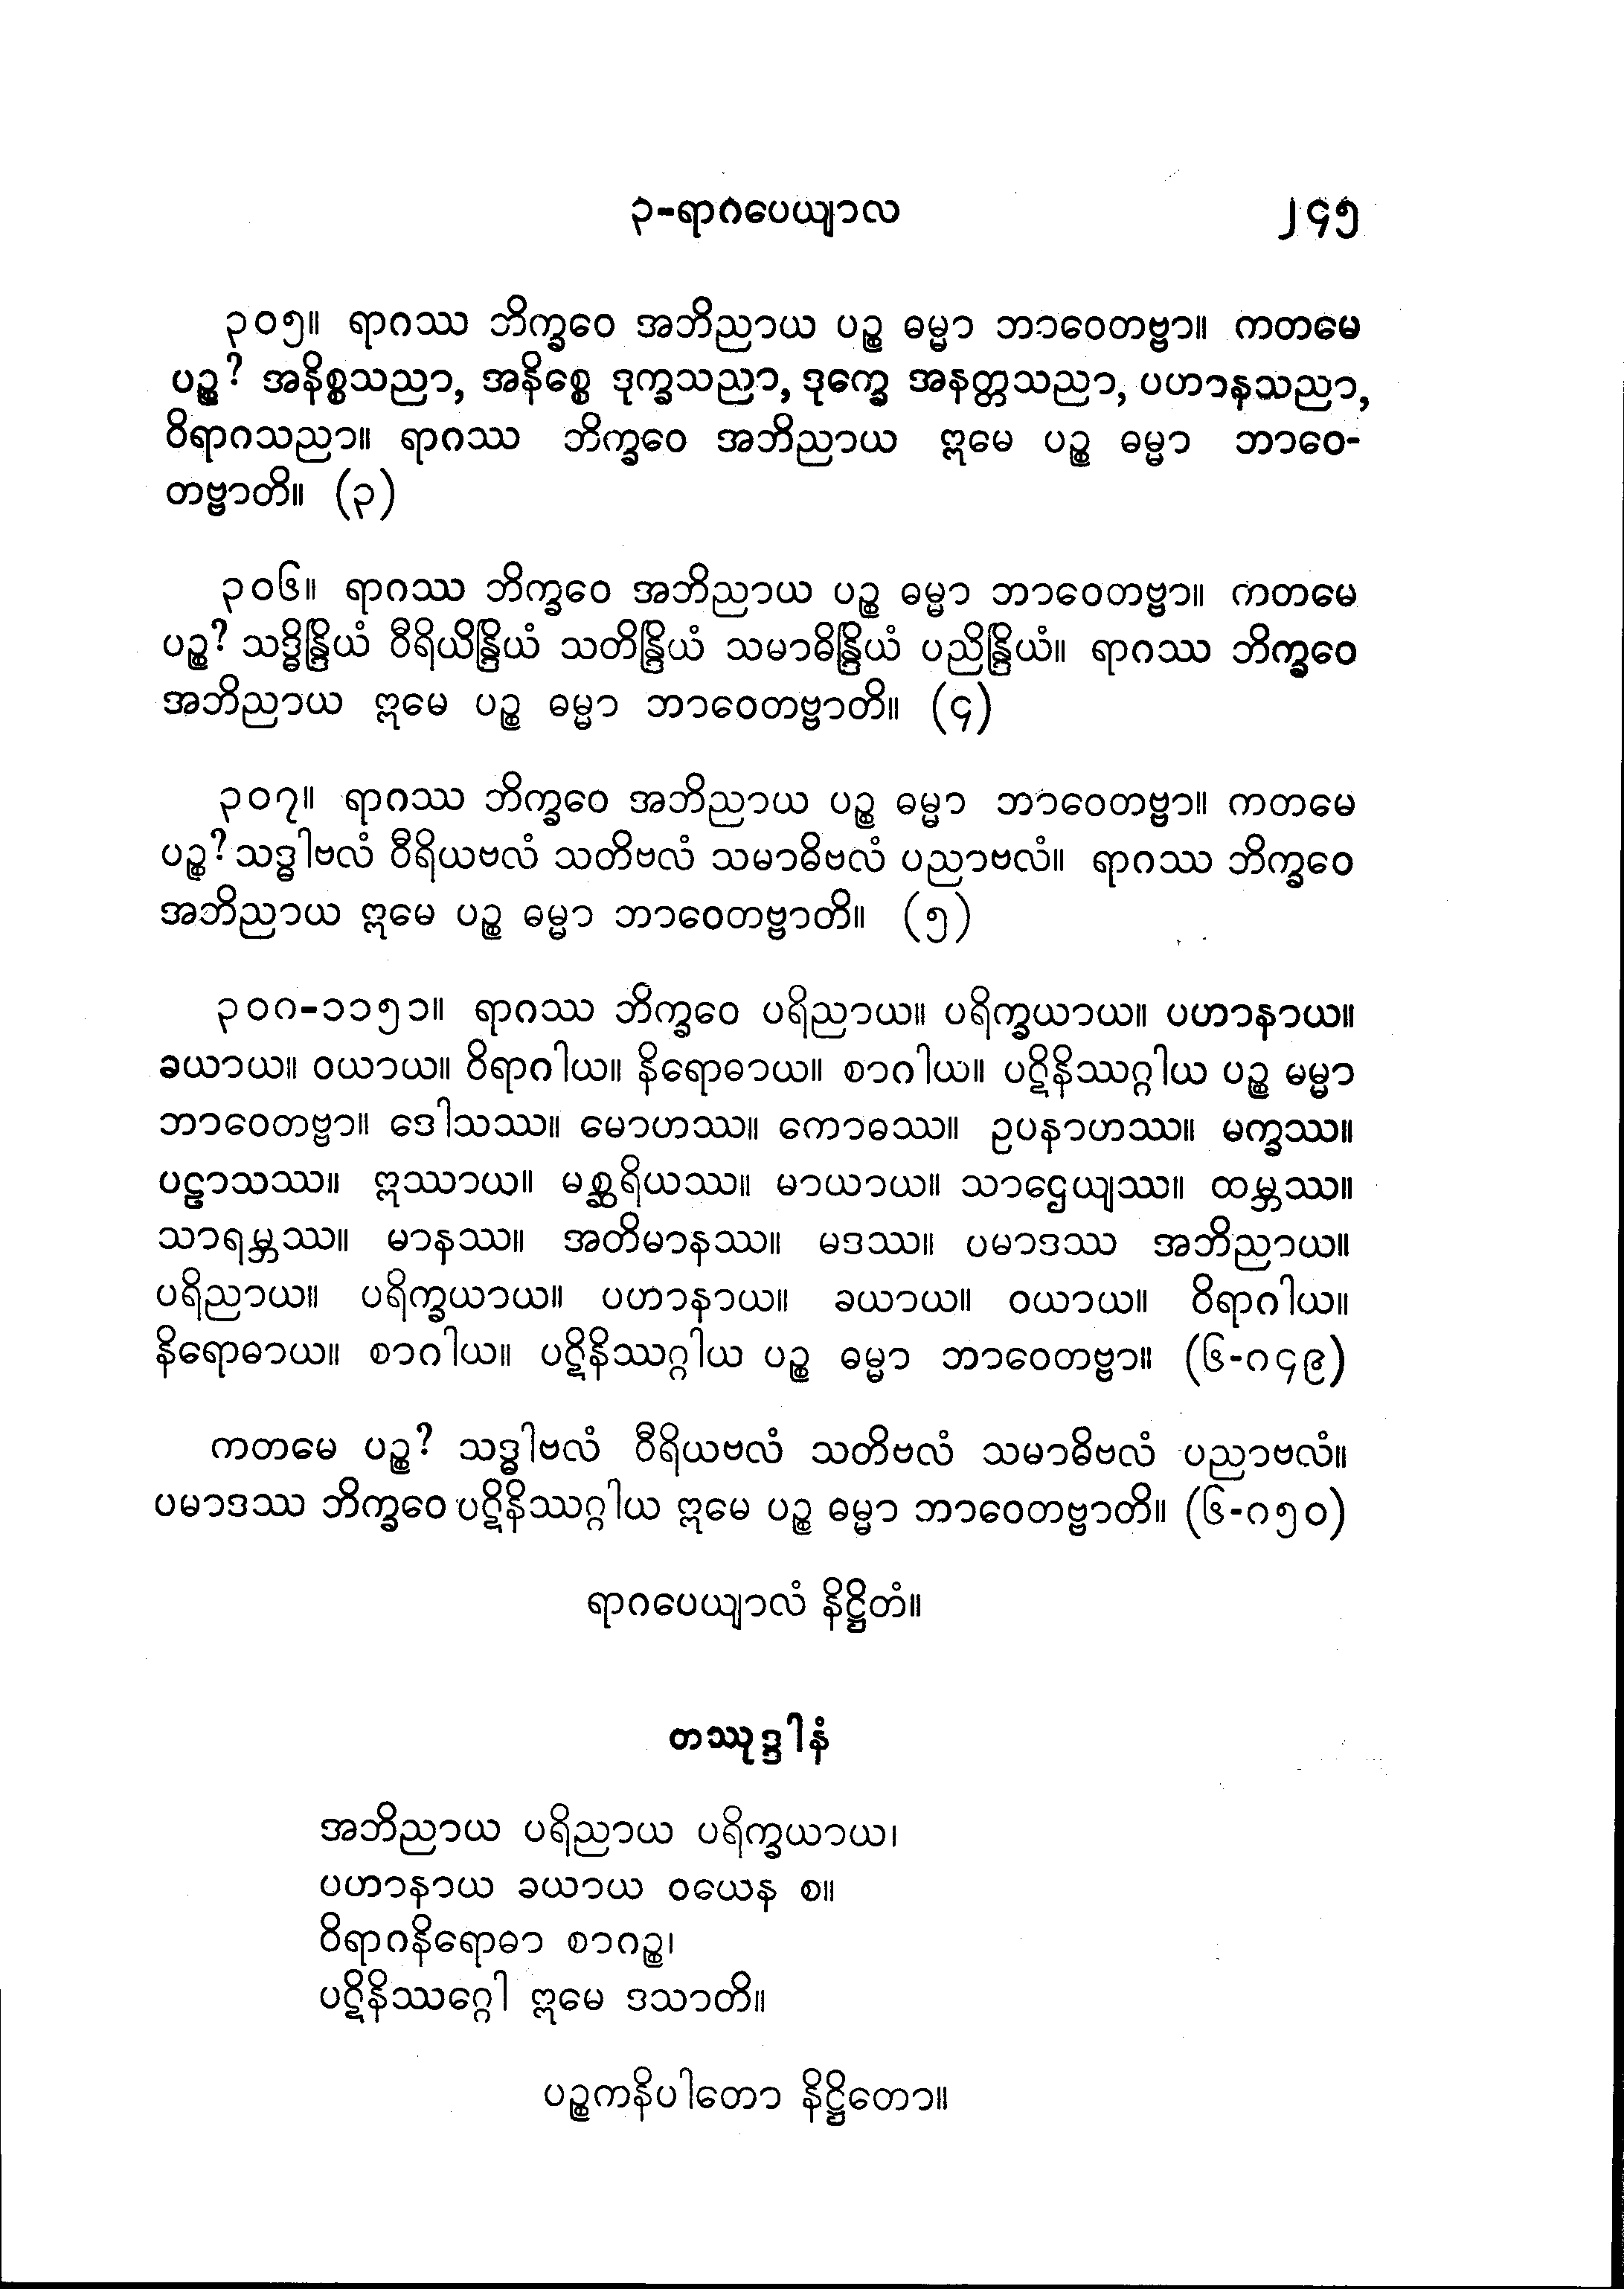 ၃-ရာဂပေယျာလ ၂၄၅
၃၀၅။ ရာဂဿ ဘိက္ခဝေ အဘိညာယ ပဉ္စ ဓမ္မာ ဘာဝေတဗ္ဗာ။ ကတမေ
ပဉ္စ? အနိစ္စသညာ, အနိစ္စေ ဒုက္ခသညာ, ဒုက္ခေ အနတ္တသညာ, ပဟာနသညာ,
ဝိရာဂသညာ။ ရာဂဿ ဘိက္ခဝေ အဘိညာယ ဣမေ ပဉ္စ ဓမ္မာ ဘာဝေ-
တဗ္ဗာတိ။ (၃)
၃၀၆။ ရာဂဿ ဘိက္ခဝေ အဘိညာယ ပဉ္စ ဓမ္မာ ဘာဝေတဗ္ဗာ။ ကတမေ
ပဉ္စ? သဒ္ဓိန္ဒြိယံ ဝီရိယိန္ဒြိယံ သတိန္ဒြိယံ သမာဓိန္ဒြိယံ ပညိန္ဒြိယံ။ ရာဂဿ ဘိက္ခဝေ
အဘိညာယ ဣမေ ပဉ္စ ဓမ္မာ ဘာဝေတဗ္ဗာတိ။ (၄)
၃၀၇။ ရာဂဿ ဘိက္ခဝေ အဘိညာယ ပဉ္စ ဓမ္မာ ဘာဝေတဗ္ဗာ။ ကတမေ
ပဉ္စ? သဒ္ဓါဗလံ ဝီရိယဗလံ သတိဗလံ သမာဓိဗလံ ပညာဗလံ။ ရာဂဿ ဘိက္ခဝေ
အဘိညာယ ဣမေ ပဉ္စ ဓမ္မာ ဘာဝေတဗ္ဗာတိ။ (၅)
၃၀၈-၁၁၅၁။ ရာဂဿ ဘိက္ခဝေ ပရိညာယ။ ပရိက္ခယာယ။ ပဟာနာယ။
ခယာယ။ ဝယာယ။ ဝိရာဂါယ။ နိရောဓာယ။ စာဂါယ။ ပဋိနိဿဂ္ဂါယ ပဉ္စ မမ္မာ
ဘာဝေတဗ္ဗာ။ ဒေါသဿ။ မောဟဿ။ ကောဓဿ။ ဥပနာဟဿ။ မက္ခဿ။
ပဠာသဿ။ ဣဿာယ။ မစ္ဆရိယဿ။ မာယာယ။ သာဌေယျဿ။ ထမ္ဘဿ။
သာရမ္ဘဿ။ မာနဿ။ အတိမာနဿ။ မဒဿ။ ပမာဒဿ အဘိညာယ။
ပရိညာယ။ ပရိက္ခယာယ။ ပဟာနာယ။ ခယာယ။ ဝယာယ။ ဝိရာဂါယ။
နိရောဓာယ။ စာဂါယ။ ပဋိနိဿဂ္ဂါယ ပဉ္စ ဓမ္မာ ဘာဝေတဗ္ဗာ။ (၆-၈၄၉)
ကတမေ ပဉ္စ? သဒ္ဓါဗလံ ဝီရိယဗလံ သတိဗလံ သမာဓိဗလံ ပညာဗလံ။
ပမာဒဿ ဘိက္ခဝေ ပဋိနိဿဂ္ဂါယ ဣမေ ပဉ္စ ဓမ္မာ ဘာဝေတဗ္ဗာတိ။ (၆-၈၅၀)
ရာဂပေယျာလံ နိဋ္ဌိတံ။
တဿုဒ္ဒါနံ
အဘိညာယ ပရိညာယ ပရိက္ခယာယ၊
ပဟာနာယ ခယာယ ဝယေန စ။
ဝိရာဂနိရောဓာ စာဂဉ္စ၊
ပဋိနိဿဂ္ဂေါ ဣမေ ဒသာတိ။
ပဉ္စကနိပါတော နိဋ္ဌိတော။